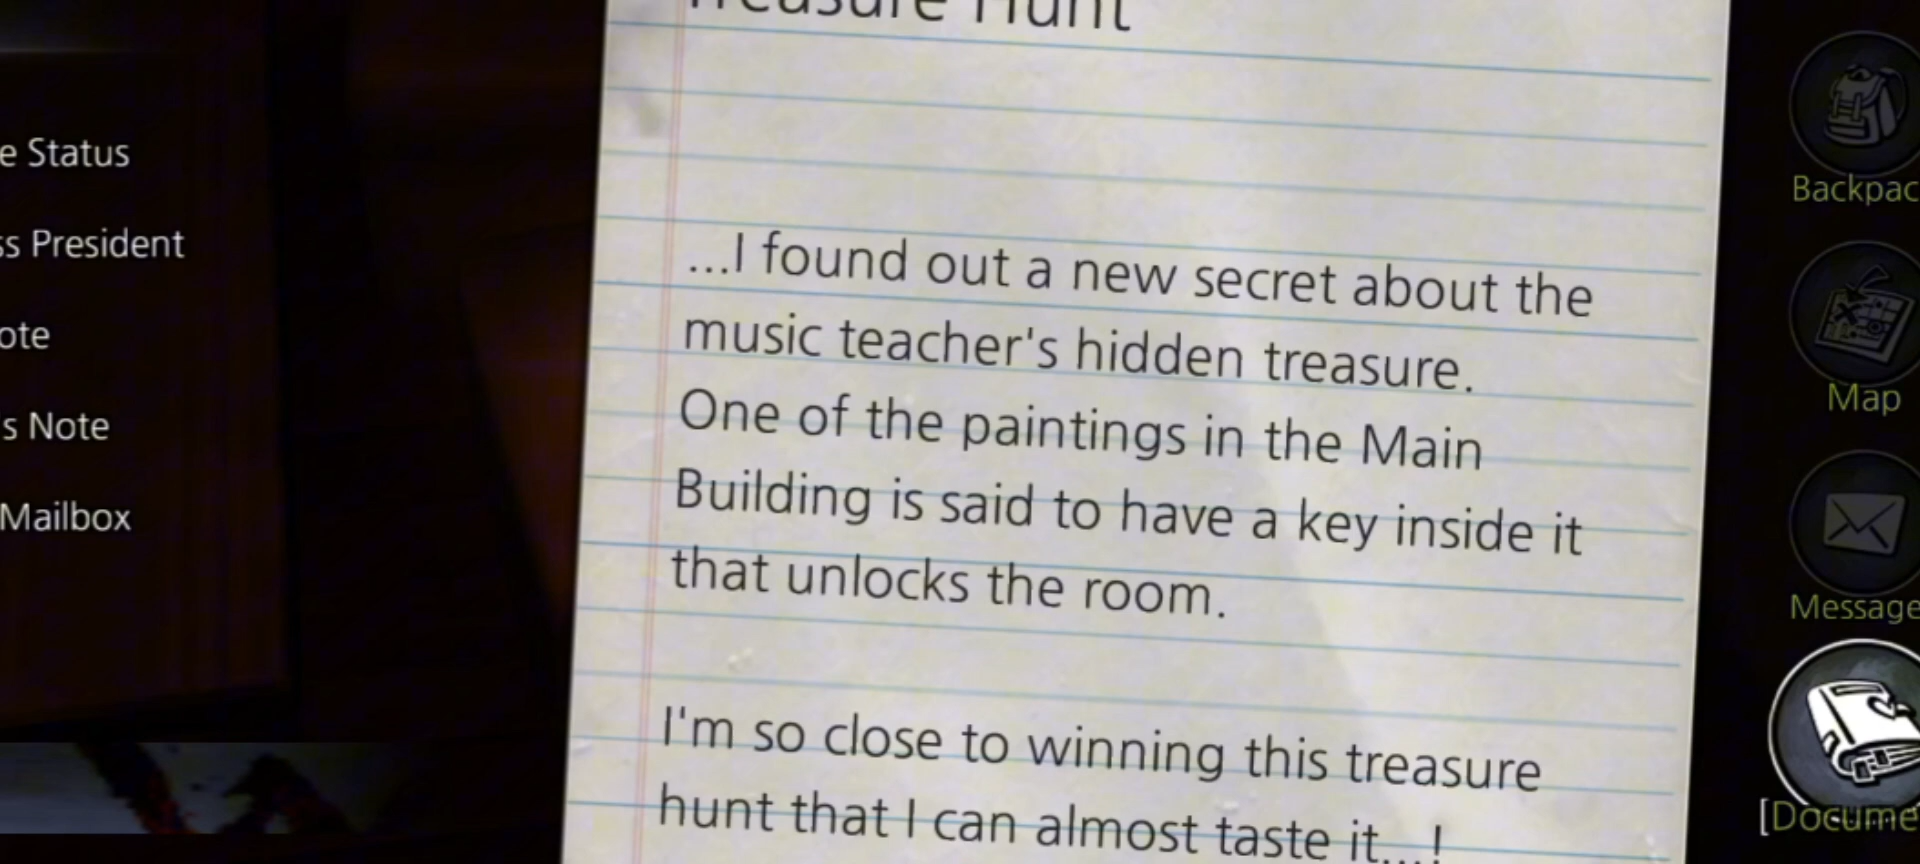 Treasure Hunt
e Status
ss President
ote
s Note
Mailbox
...I found out a new secret about the
music teacher's hidden treasure.
One of the paintings in the Main
Building is said to have a key inside it
that unlocks the room.
I'm so close to winning this treasure
hunt that I can almost taste it...!
Backpac
Map
Message
[Docume